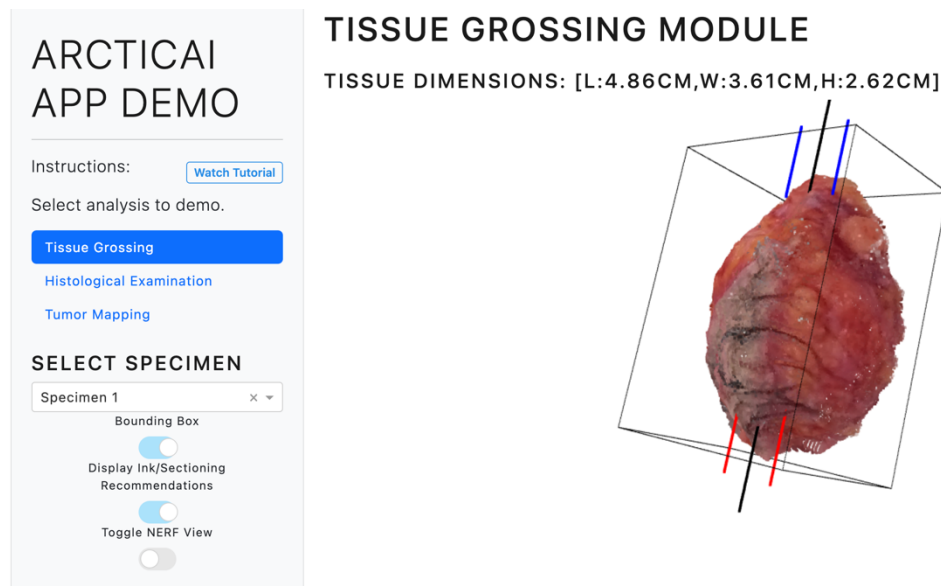 ARCTICAI
APP DEMO
Instructions:
Watch Tutorial
Select analysis to demo.
Tissue Grossing
Histological Examination
Tumor Mapping
SELECT SPECIMEN
Specimen 1
Bounding Box
Display Ink/Sectioning
Recommendations
Toggle NERF View
TISSUE GROSSING MODULE
TISSUE DIMENSIONS: [L:4.86CM,W:3.61CM,H:2.62CM]